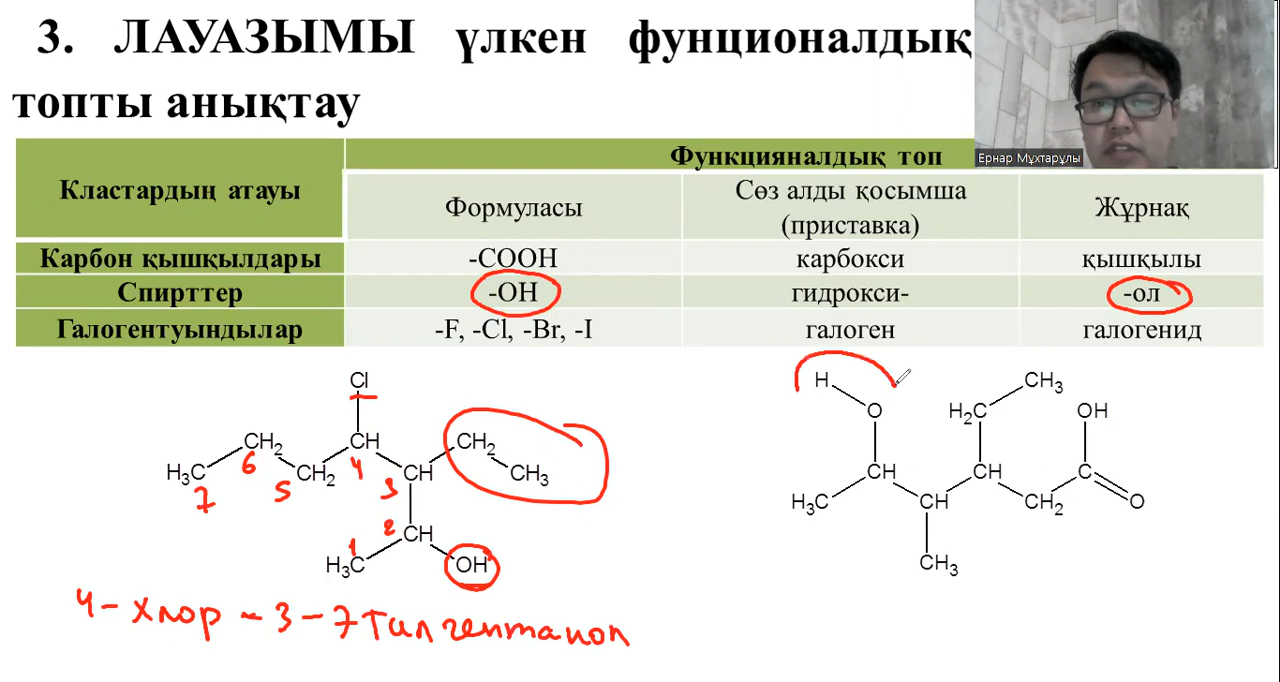 3. ЛАУАЗЫМЫ үлкен фунционалдық
топты анықтау
Ернар Мұхтарұлы
Кластардың атауы
Функцияналдық топ
Формуласы
Сөз алды қосымша
(приставка)
Жұрнақ
Карбон қышқылдары -COOH карбокси қышқылы
Спирттер -OH гидрокси- -ол
Галогентуындылар -F, -Cl, -Br, -I галоген галогенид
Cl
CH2 CH CH2
6 4
H3C CH2 CH CH3
7 5 3
2 CH
1
H3C OH
H CH3
O H2C OH
CH CH C
H3C CH CH2 O
CH3
4-хлор-3-этилгептанол